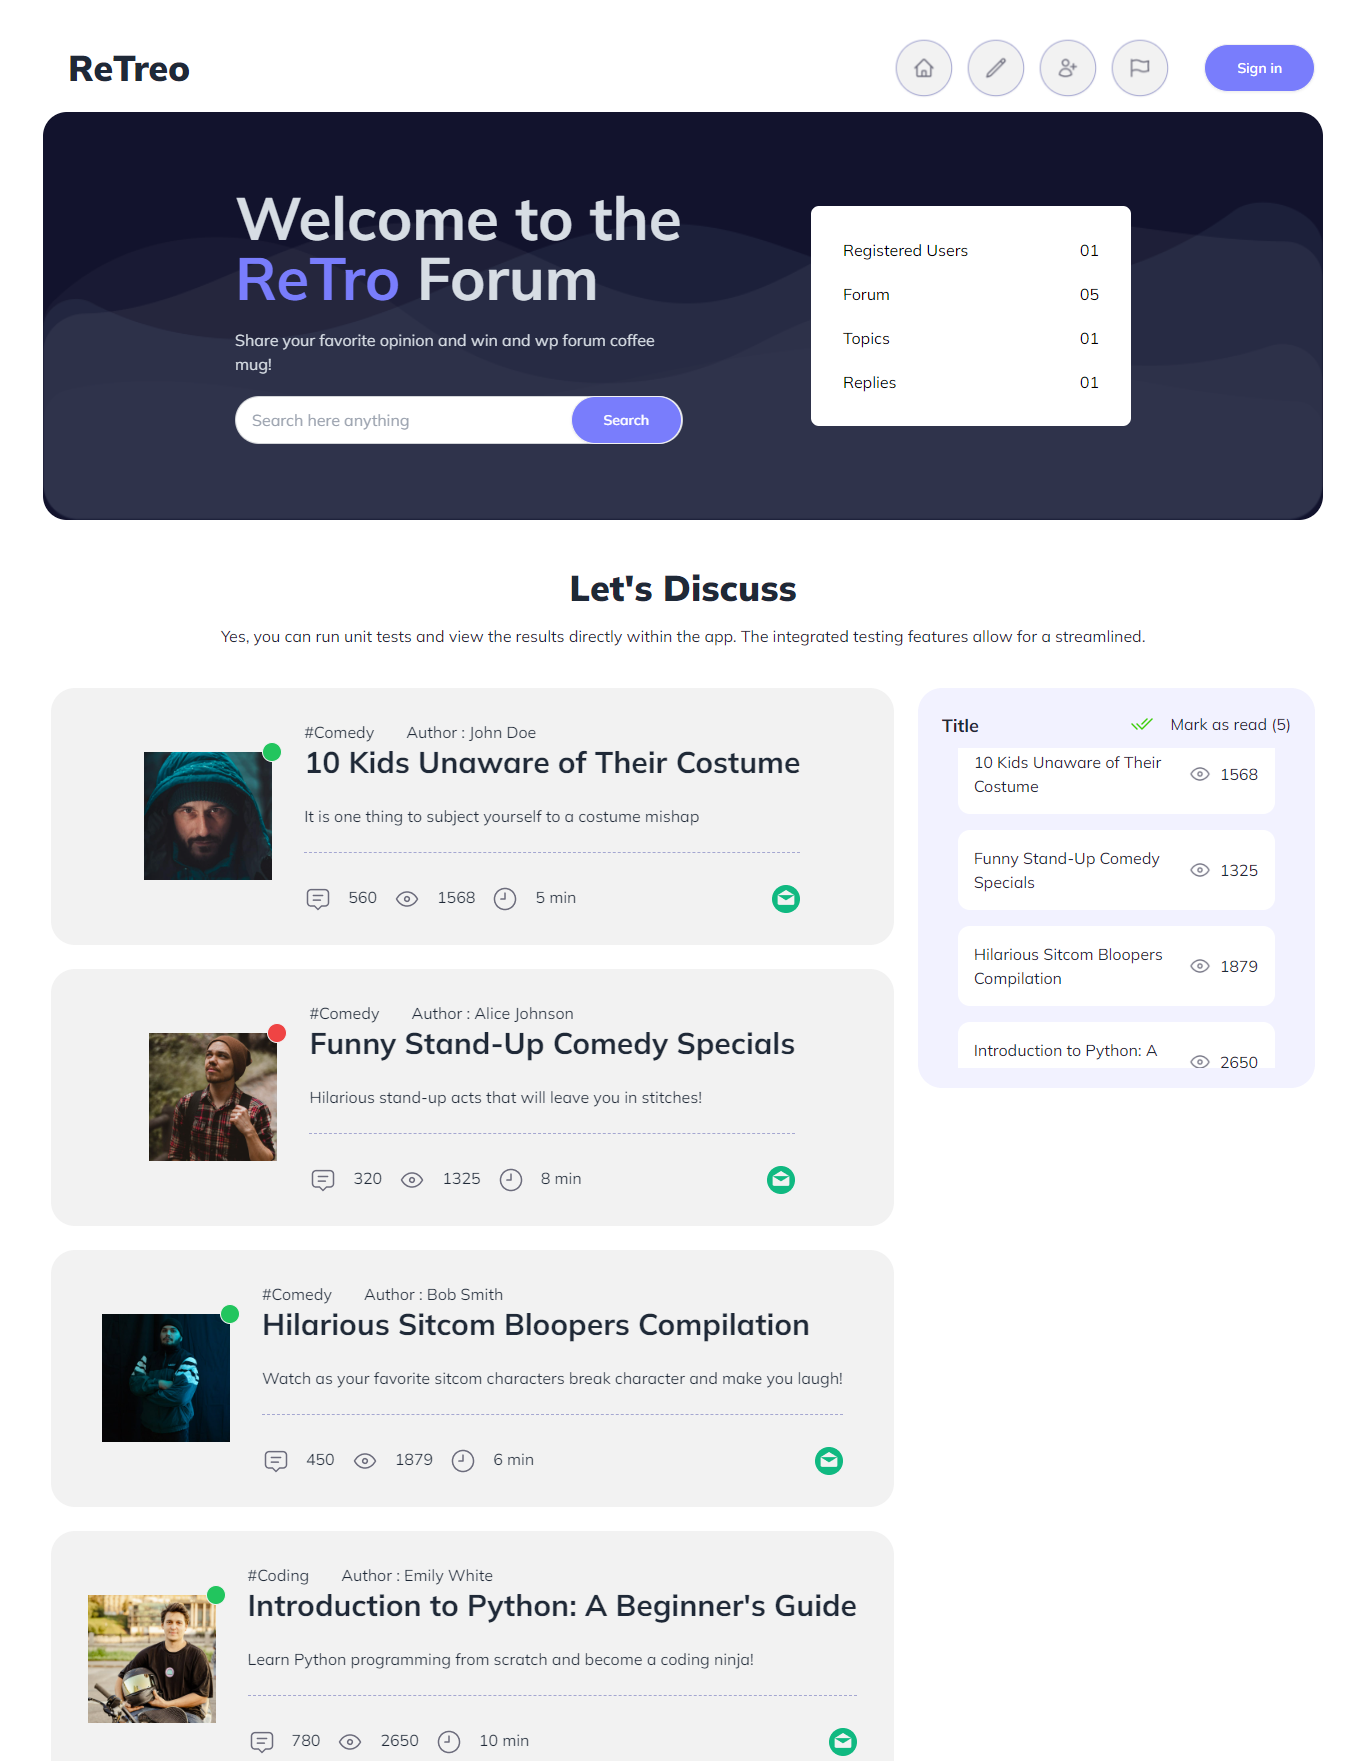 ReTreo
Sign in
Welcome to the
ReTro Forum
Share your favorite opinion and win and wp forum coffee
mug!
Search here anything
Search
Registered Users 01
Forum 05
Topics 01
Replies 01
Let's Discuss
Yes, you can run unit tests and view the results directly within the app. The integrated testing features allow for a streamlined.
#Comedy Author : John Doe
10 Kids Unaware of Their Costume
It is one thing to subject yourself to a costume mishap
560 1568 5 min
#Comedy Author : Alice Johnson
Funny Stand-Up Comedy Specials
Hilarious stand-up acts that will leave you in stitches!
320 1325 8 min
#Comedy Author : Bob Smith
Hilarious Sitcom Bloopers Compilation
Watch as your favorite sitcom characters break character and make you laugh!
450 1879 6 min
#Coding Author : Emily White
Introduction to Python: A Beginner's Guide
Learn Python programming from scratch and become a coding ninja!
780 2650 10 min
Title Mark as read (5)
10 Kids Unaware of Their
Costume
1568
Funny Stand-Up Comedy
Specials
1325
Hilarious Sitcom Bloopers
Compilation
1879
Introduction to Python: A
2650